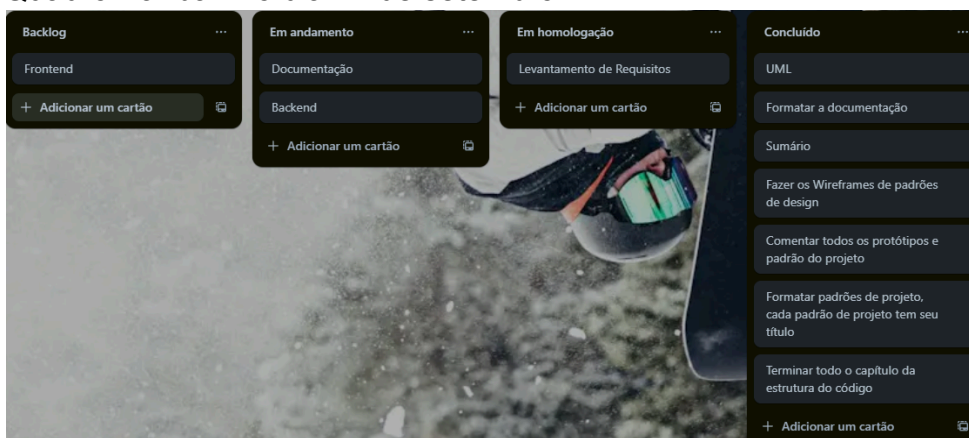 Backlog
Frontend
+ Adicionar um cartão
Em andamento
Documentação
Backend
+ Adicionar um cartão
Em homologação
Levantamento de Requisitos
+ Adicionar um cartão
Concluído
UML
Formatar a documentação
Sumário
Fazer os Wireframes de padrões
de design
Comentar todos os protótipos e
padrão do projeto
Formatar padrões de projeto,
cada padrão de projeto tem seu
título
Terminar todo o capítulo da
estrutura do código
+ Adicionar um cartão